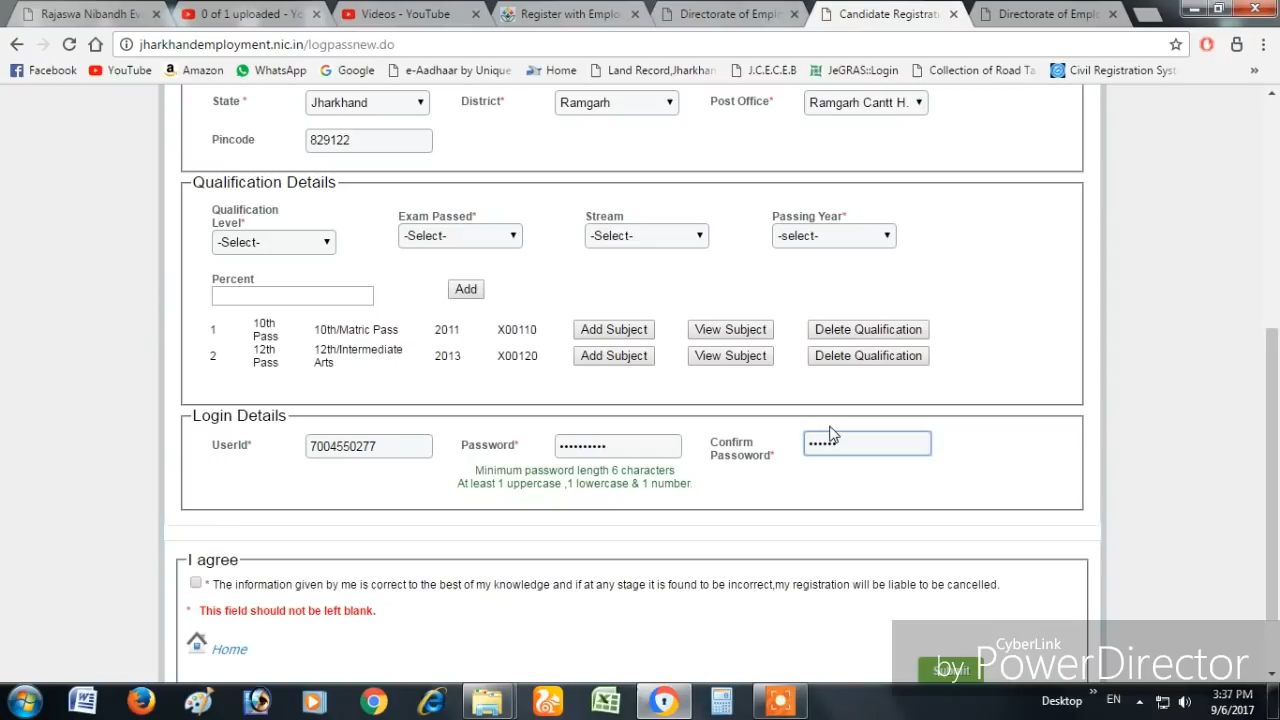 Rajaswa Nibandh Ev
0 of 1 uploaded - Yo
Videos - YouTube
Register with Emplo
Directorate of Emplo
Candidate Registrat
Directorate of Emplo
jharkhandemployment.nic.in/logpassnew.do
Facebook YouTube Amazon WhatsApp Google e-Aadhaar by Unique Home Land Record,Jharkhan J.C.E.C.E.B JeGRAS::Login Collection of Road Ta Civil Registration Syst »
State * Jharkhand District* Ramgarh Post Office* Ramgarh Cantt H.
Pincode 829122
Qualification Details
Qualification
Level*
-Select-
Exam Passed*
-Select-
Stream
-Select-
Passing Year*
-select-
Percent
Add
1 10th Pass 10th/Matric Pass 2011 X00110 Add Subject View Subject Delete Qualification
2 12th Pass 12th/Intermediate Arts 2013 X00120 Add Subject View Subject Delete Qualification
Login Details
UserId* 7004550277 Password* •••••••••• Confirm
Passoword*
Minimum password length 6 characters
At least 1 uppercase ,1 lowercase & 1 number.
I agree
* The information given by me is correct to the best of my knowledge and if at any stage it is found to be incorrect,my registration will be liable to be cancelled.
* This field should not be left blank.
Home
Submit
CyberLink
by PowerDirector
Desktop » EN 3:37 PM
9/6/2017